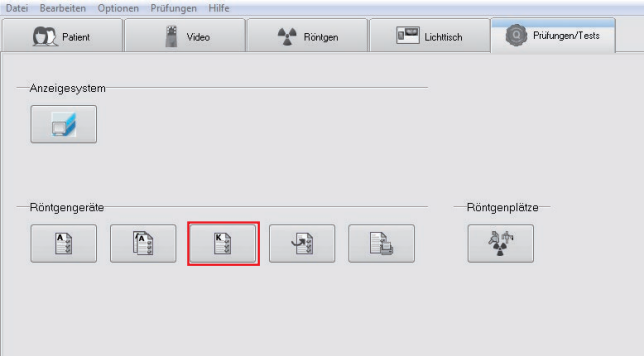 Datei Bearbeiten Optionen Prüfungen Hilfe
Patient Video Röntgen Lichttisch Prüfungen/Tests
Anzeigesystem
Röntgengeräte Röntgenplätze
A A K